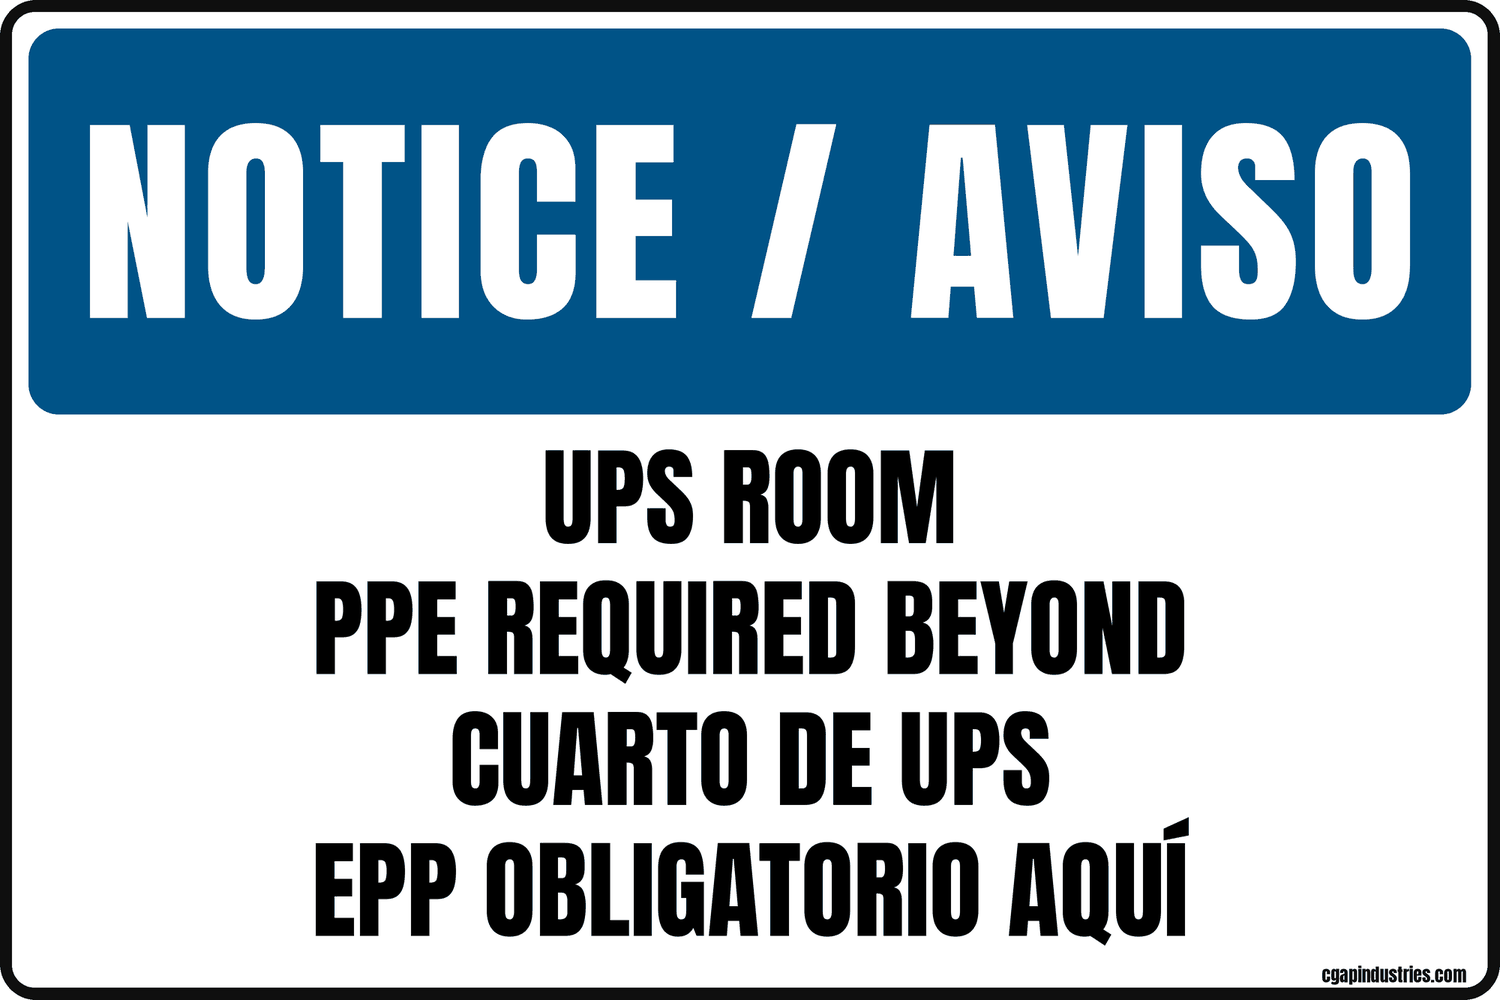 NOTICE / AVISO
UPS ROOM
PPE REQUIRED BEYOND
CUARTO DE UPS
EPP OBLIGATORIO AQUÍ
cgapindustries.com